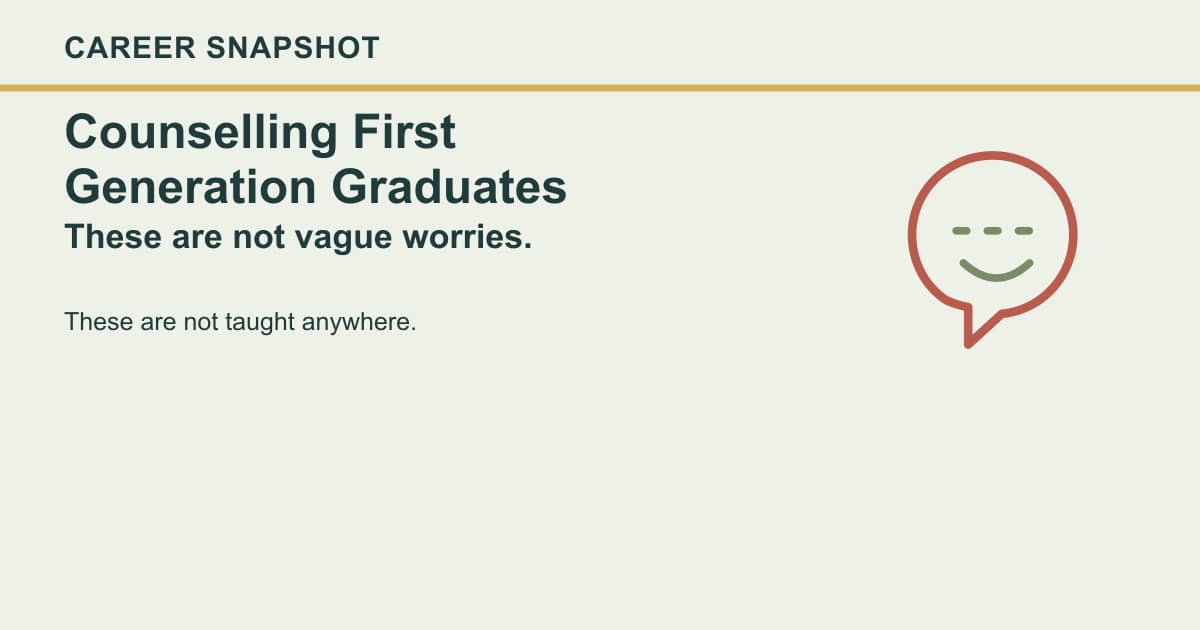 CAREER SNAPSHOT
Counselling First
Generation Graduates
These are not vague worries.
These are not taught anywhere.